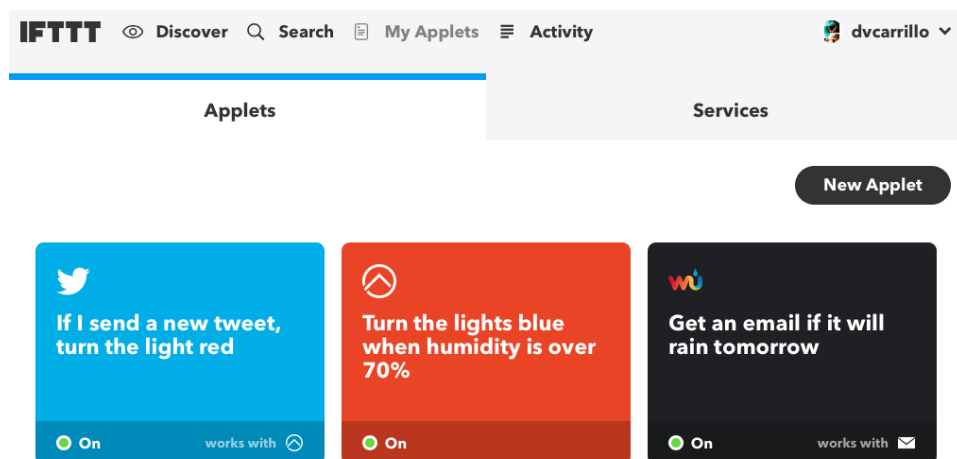 IFTTT Discover Search My Applets Activity dvcarrillo
Applets Services
New Applet
If I send a new tweet,
turn the light red
On works with
Turn the lights blue
when humidity is over
70%
On
wu
Get an email if it will
rain tomorrow
On works with